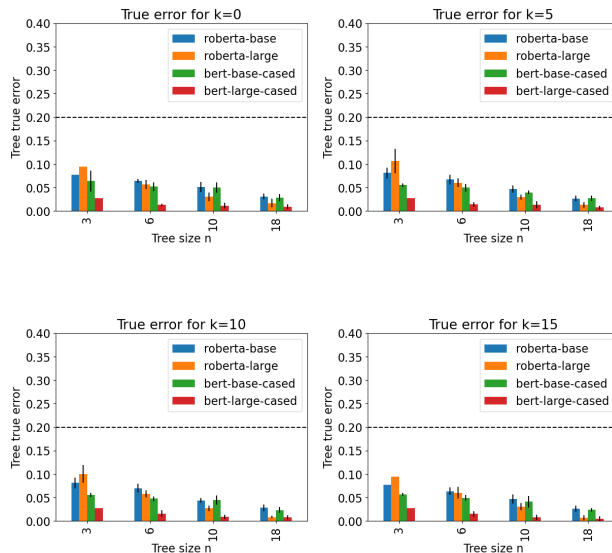 True error for k=0
0.40
0.35
0.30
0.25
0.20
0.15
0.10
0.05
0.00
Tree true error
roberta-base
roberta-large
bert-base-cased
bert-large-cased
3
6
10
18
Tree size n
True error for k=5
0.40
0.35
0.30
0.25
0.20
0.15
0.10
0.05
0.00
Tree true error
roberta-base
roberta-large
bert-base-cased
bert-large-cased
3
6
10
18
Tree size n
True error for k=10
0.40
0.35
0.30
0.25
0.20
0.15
0.10
0.05
0.00
Tree true error
roberta-base
roberta-large
bert-base-cased
bert-large-cased
3
6
10
18
Tree size n
True error for k=15
0.40
0.35
0.30
0.25
0.20
0.15
0.10
0.05
0.00
Tree true error
roberta-base
roberta-large
bert-base-cased
bert-large-cased
3
6
10
18
Tree size n